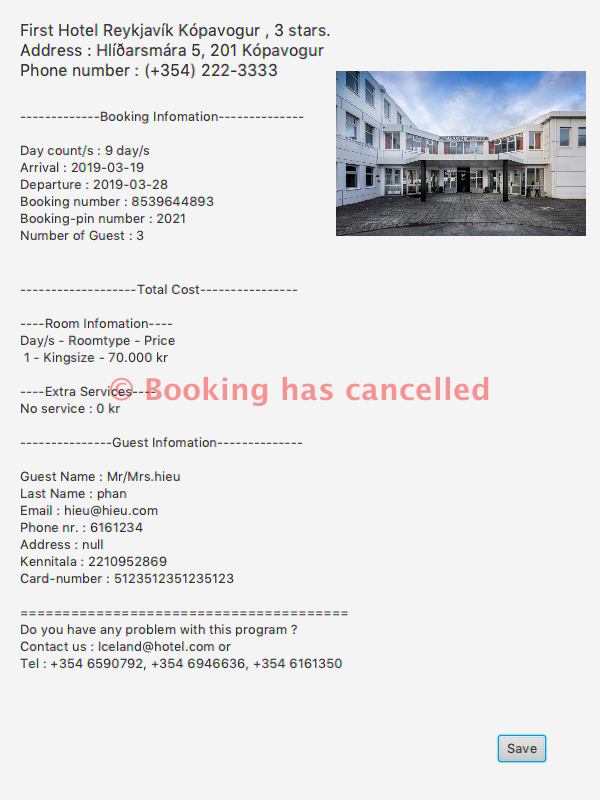 First Hotel Reykjavík Kópavogur , 3 stars.
Address : Hlíðarsmára 5, 201 Kópavogur
Phone number : (+354) 222-3333
-------------Booking Infomation--------------
Day count/s : 9 day/s
Arrival : 2019-03-19
Departure : 2019-03-28
Booking number : 8539644893
Booking-pin number : 2021
Number of Guest : 3
-------------------Total Cost----------------
----Room Infomation----
Day/s - Roomtype - Price
1 - Kingsize - 70.000 kr
© Booking has cancelled
----Extra Services----
No service : 0 kr
---------------Guest Infomation--------------
Guest Name : Mr/Mrs.hieu
Last Name : phan
Email : hieu@hieu.com
Phone nr. : 6161234
Address : null
Kennitala : 2210952869
Card-number : 5123512351235123
=======================================
Do you have any problem with this program ?
Contact us : Iceland@hotel.com or
Tel : +354 6590792, +354 6946636, +354 6161350
Save